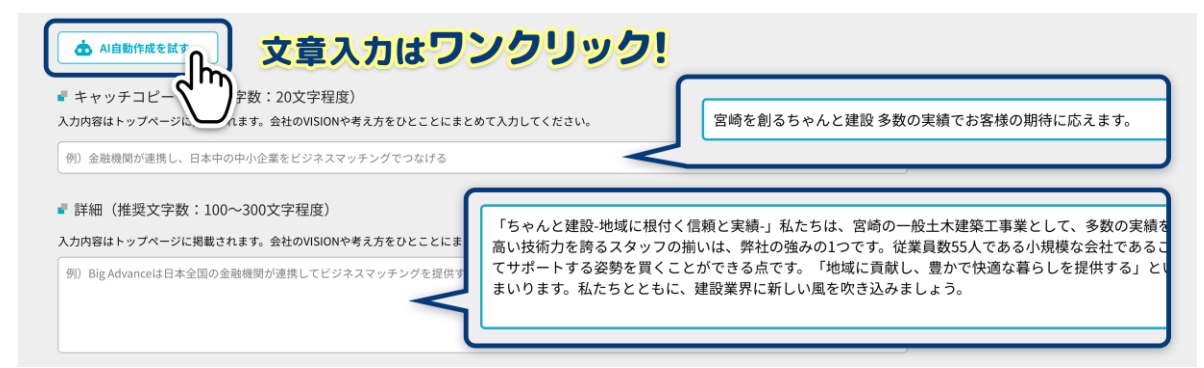 AI自動作成を試す
文章入力はワンクリック!
キャッチコピー 字数：20文字程度）
入力内容はトップページに れます。会社のVISIONや考え方をひとことにまとめて入力してください。
宮崎を創るちゃんと建設 多数の実績でお客様の期待に応えます。
例）金融機関が連携し、日本中の中小企業をビジネスマッチングでつなげる
詳細（推奨文字数：100〜300文字程度）
入力内容はトップページに掲載されます。会社のVISIONや考え方をひとことにま
例）Big Advanceは日本全国の金融機関が連携してビジネスマッチングを提供す
「ちゃんと建設-地域に根付く信頼と実績-」私たちは、宮崎の一般土木建築工事業として、多数の実績を
高い技術力を誇るスタッフの揃いは、弊社の強みの1つです。従業員数55人である小規模な会社であるこ
てサポートする姿勢を買くことができる点です。「地域に貢献し、豊かで快適な暮らしを提供する」とい
まいります。私たちとともに、建設業界に新しい風を吹き込みましょう。